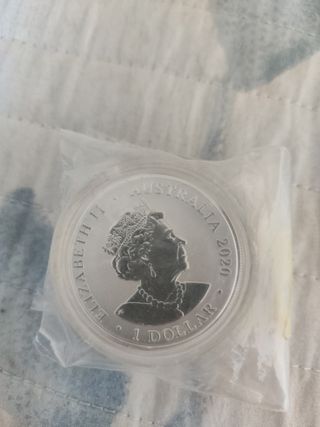 ELIZABETH II • AUSTRALIA 2020 •
1 DOLLAR •